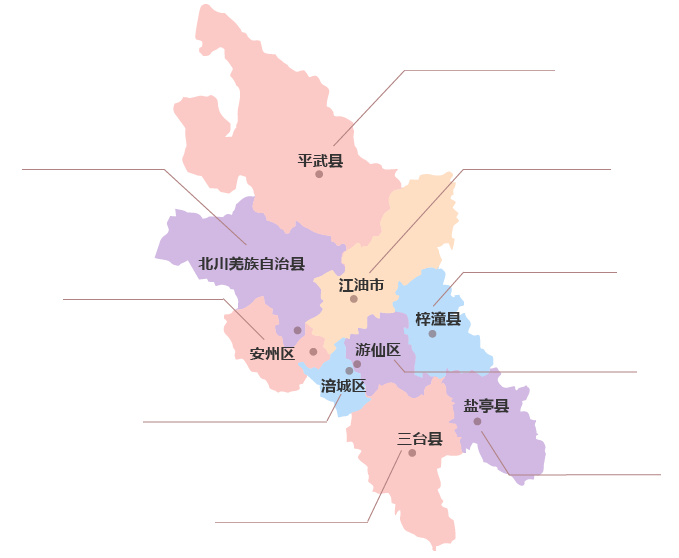 平武县
北川羌族自治县
江油市
梓潼县
安州区
游仙区
涪城区
盐亭县
三台县